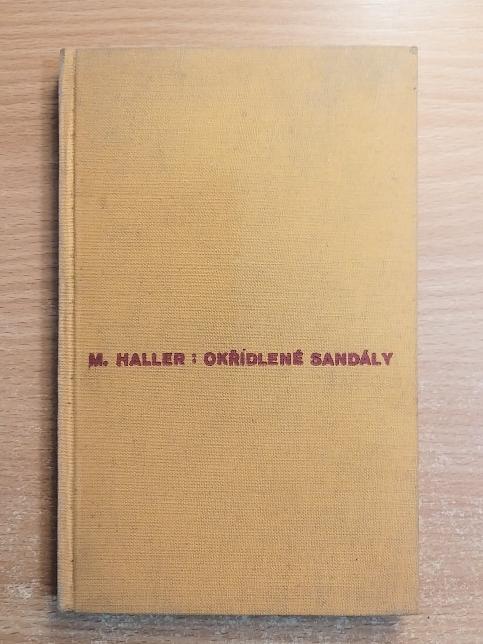 M. HALLER : OKŘÍDLENÉ SANDÁLY